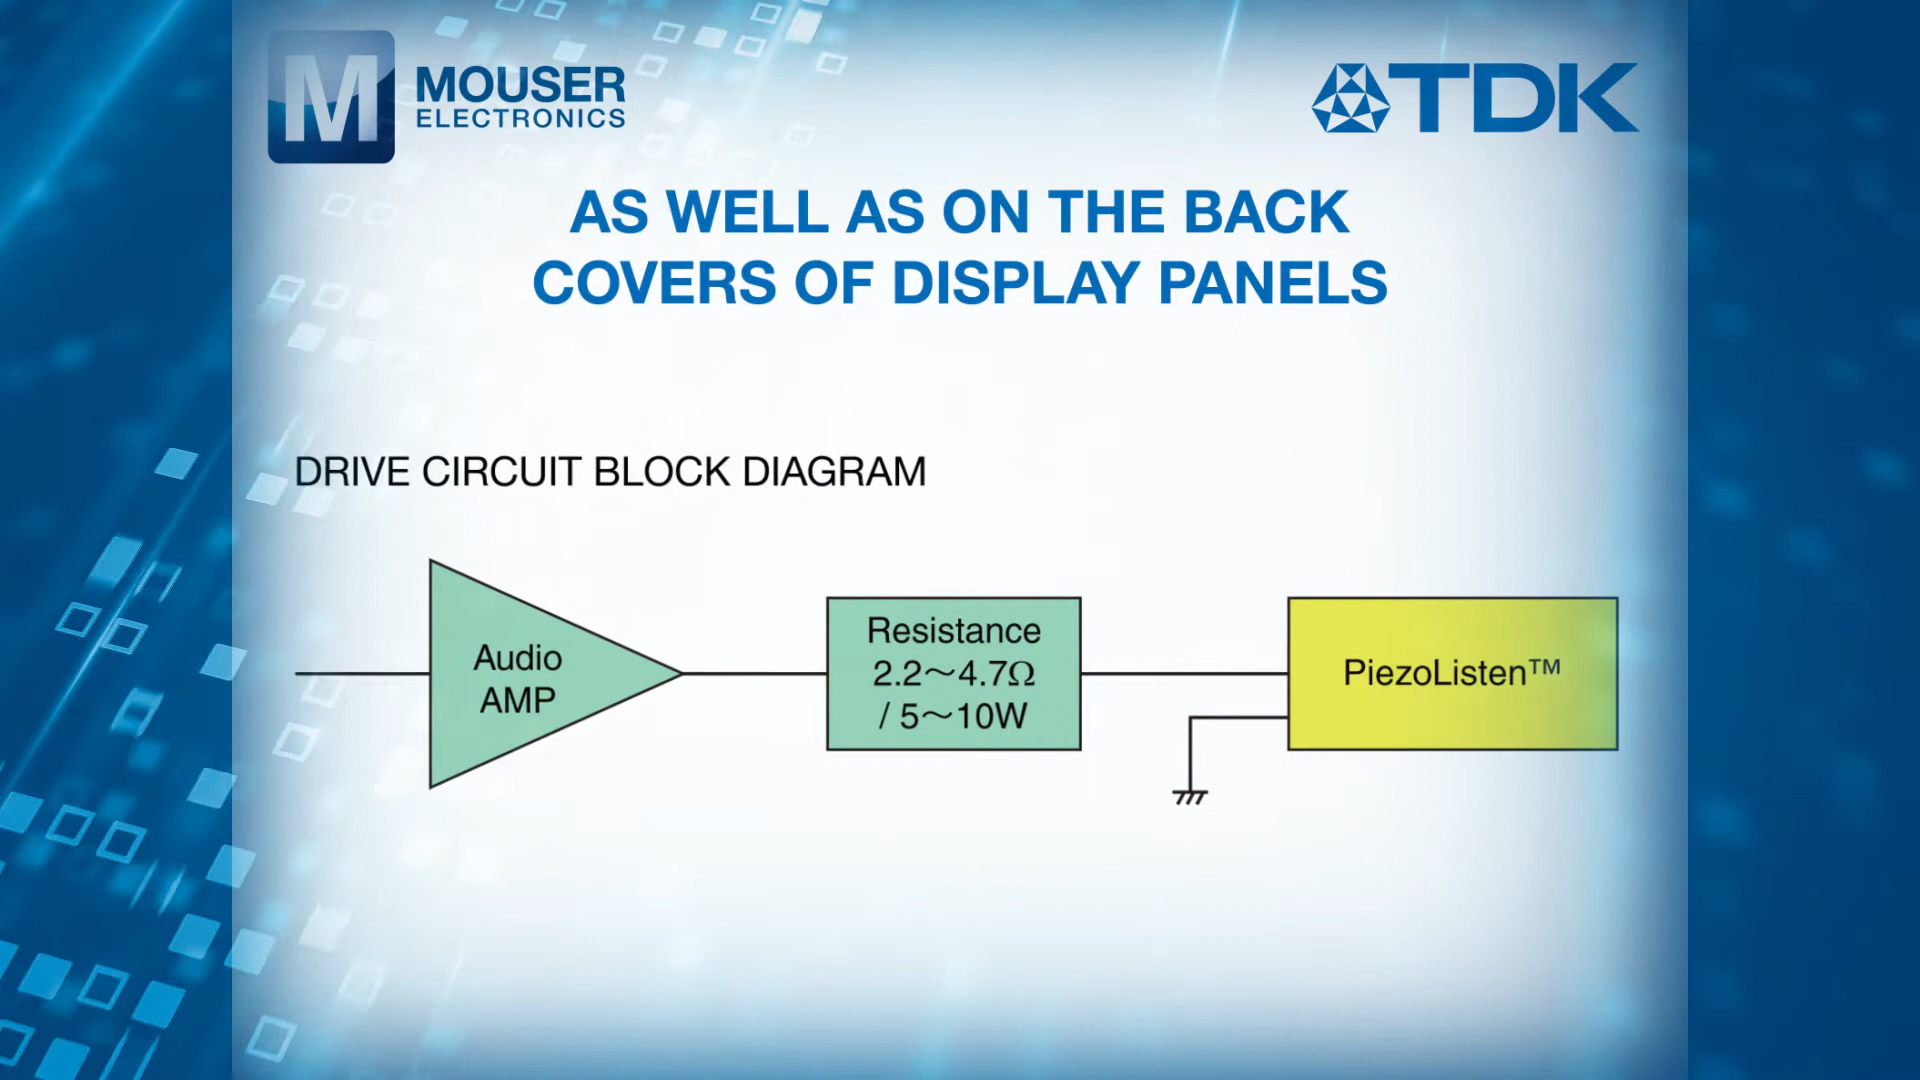 M
MOUSER
ELECTRONICS
TDK
AS WELL AS ON THE BACK
COVERS OF DISPLAY PANELS
DRIVE CIRCUIT BLOCK DIAGRAM
Audio
AMP
Resistance
2.2～4.7Ω
/ 5～10W
PiezoListen™